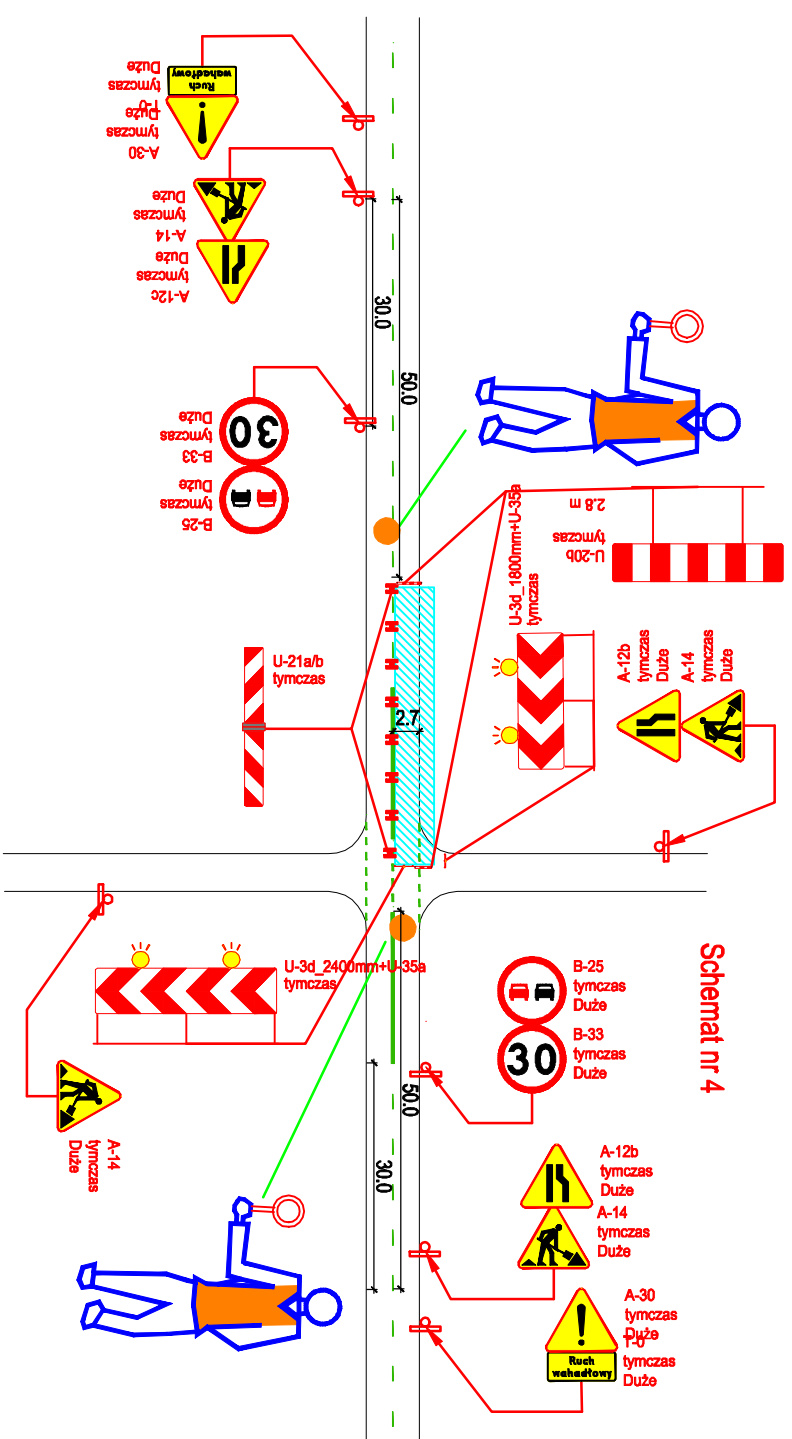 Duże
tymczas
T-0
Duże
tymczas
A-30
Ruch
wahadłowy
Duże
tymczas
A-14
Duże
tymczas
A-12c
30.0
50.0
Duże
tymczas
B-33
30
Duże
tymczas
B-25
2.8 m
tymczas
U-20b
U-3d_1800mm+U-35a
tymczas
A-12b
tymczas
Duże
A-14
tymczas
Duże
U-21a/b
tymczas
2.7
U-3d_2400mm+U-35a
tymczas
Schemat nr 4
B-25
tymczas
Duże
B-33
tymczas
Duże
30
50.0
30.0
A-14
tymczas
Duże
A-12b
tymczas
Duże
A-14
tymczas
Duże
A-30
tymczas
Duże
T-0
tymczas
Duże
Ruch
wahadłowy